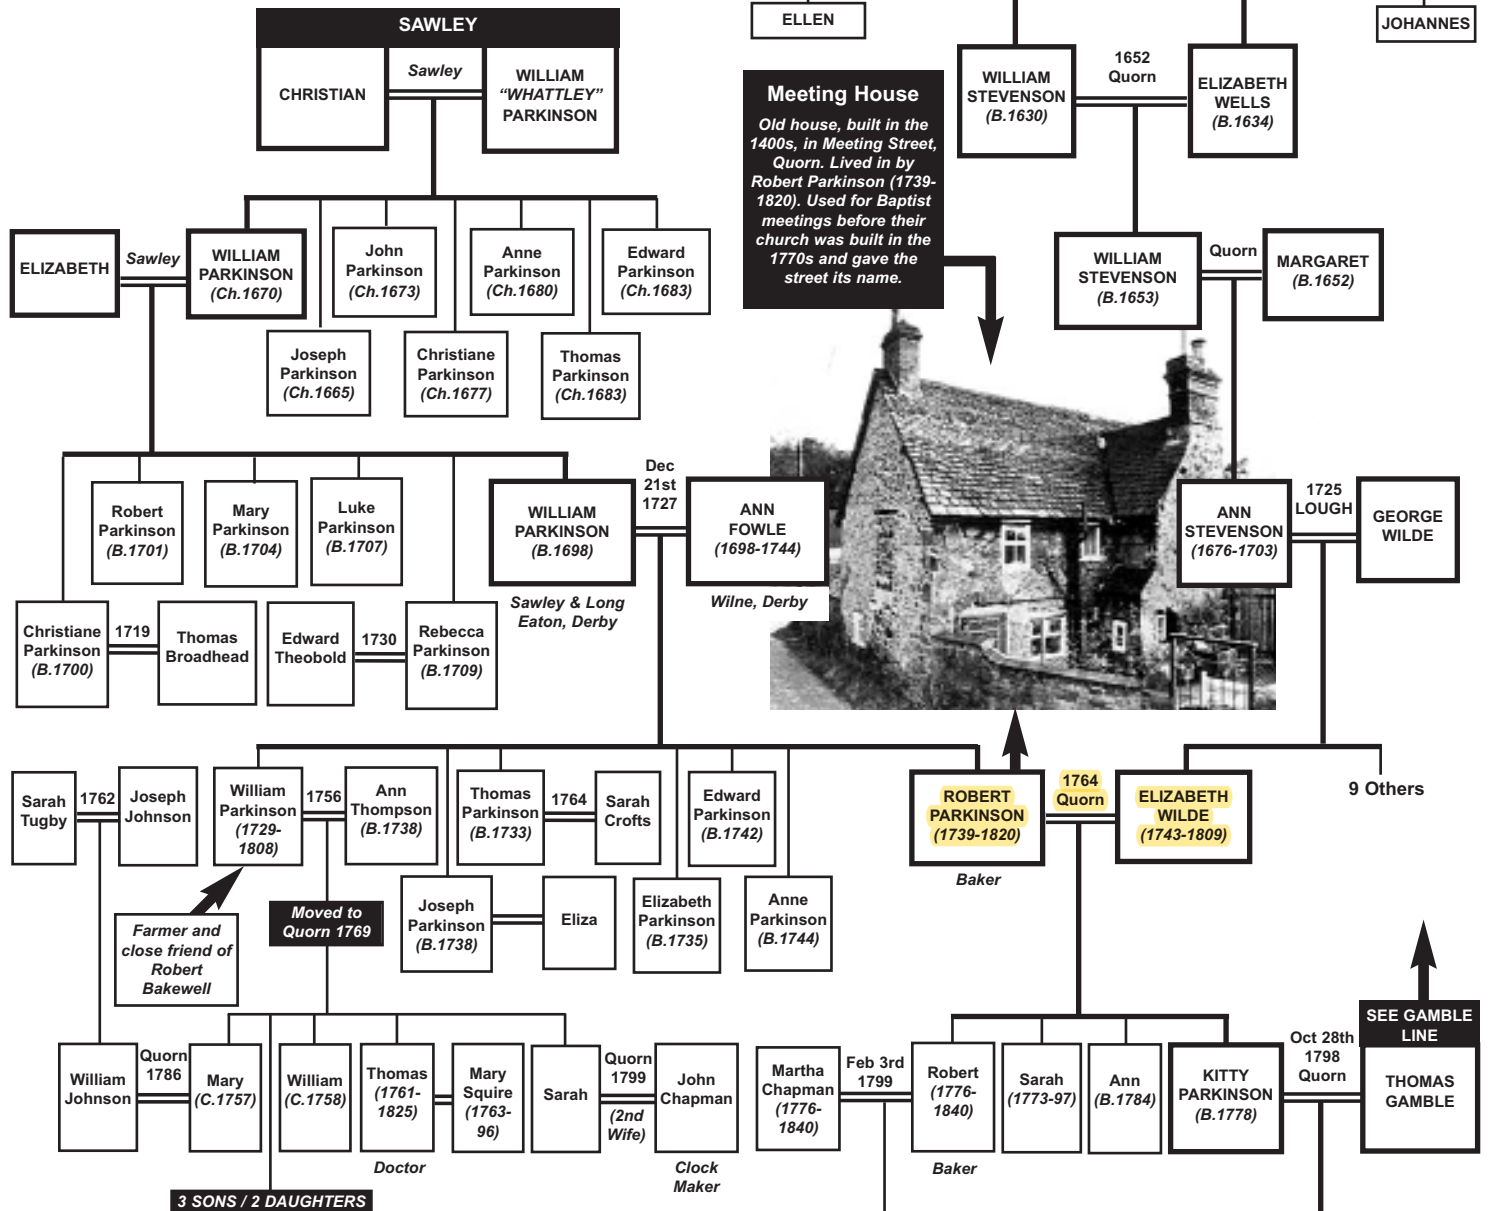 ELLEN
JOHANNES
SAWLEY
CHRISTIAN
Sawley
WILLIAM
“WHATTLEY”
PARKINSON
Meeting House
Old house, built in the
1400s, in Meeting Street,
Quorn. Lived in by
Robert Parkinson (1739-
1820). Used for Baptist
meetings before their
church was built in the
1770s and gave the
street its name.
WILLIAM
STEVENSON
(B.1630)
1652
Quorn
ELIZABETH
WELLS
(B.1634)
ELIZABETH
Sawley
WILLIAM
PARKINSON
(Ch.1670)
John
Parkinson
(Ch.1673)
Anne
Parkinson
(Ch.1680)
Edward
Parkinson
(Ch.1683)
Joseph
Parkinson
(Ch.1665)
Christiane
Parkinson
(Ch.1677)
Thomas
Parkinson
(Ch.1683)
WILLIAM
STEVENSON
(B.1653)
Quorn
MARGARET
(B.1652)
Robert
Parkinson
(B.1701)
Mary
Parkinson
(B.1704)
Luke
Parkinson
(B.1707)
WILLIAM
PARKINSON
(B.1698)
Sawley & Long
Eaton, Derby
Dec
21st
1727
ANN
FOWLE
(1698-1744)
Wilne, Derby
ANN
STEVENSON
(1676-1703)
1725
LOUGH
GEORGE
WILDE
Christiane
Parkinson
(B.1700)
1719
Thomas
Broadhead
Edward
Theobold
1730
Rebecca
Parkinson
(B.1709)
Sarah
Tugby
1762
Joseph
Johnson
William
Parkinson
(1729-
1808)
1756
Ann
Thompson
(B.1738)
Thomas
Parkinson
(B.1733)
1764
Sarah
Crofts
Edward
Parkinson
(B.1742)
ROBERT
PARKINSON
(1739-1820)
Baker
1764
Quorn
ELIZABETH
WILDE
(1743-1809)
9 Others
Farmer and
close friend of
Robert
Bakewell
Moved to
Quorn 1769
Joseph
Parkinson
(B.1738)
Eliza
Elizabeth
Parkinson
(B.1735)
Anne
Parkinson
(B.1744)
SEE GAMBLE
LINE
William
Johnson
Quorn
1786
Mary
(C.1757)
William
(C.1758)
Thomas
(1761-
1825)
Doctor
Mary
Squire
(1763-
96)
Sarah
Quorn
1799
(2nd
Wife)
John
Chapman
Clock
Maker
Martha
Chapman
(1776-
1840)
Feb 3rd
1799
Robert
(1776-
1840)
Baker
Sarah
(1773-97)
Ann
(B.1784)
KITTY
PARKINSON
(B.1778)
Oct 28th
1798
Quorn
THOMAS
GAMBLE
3 SONS / 2 DAUGHTERS